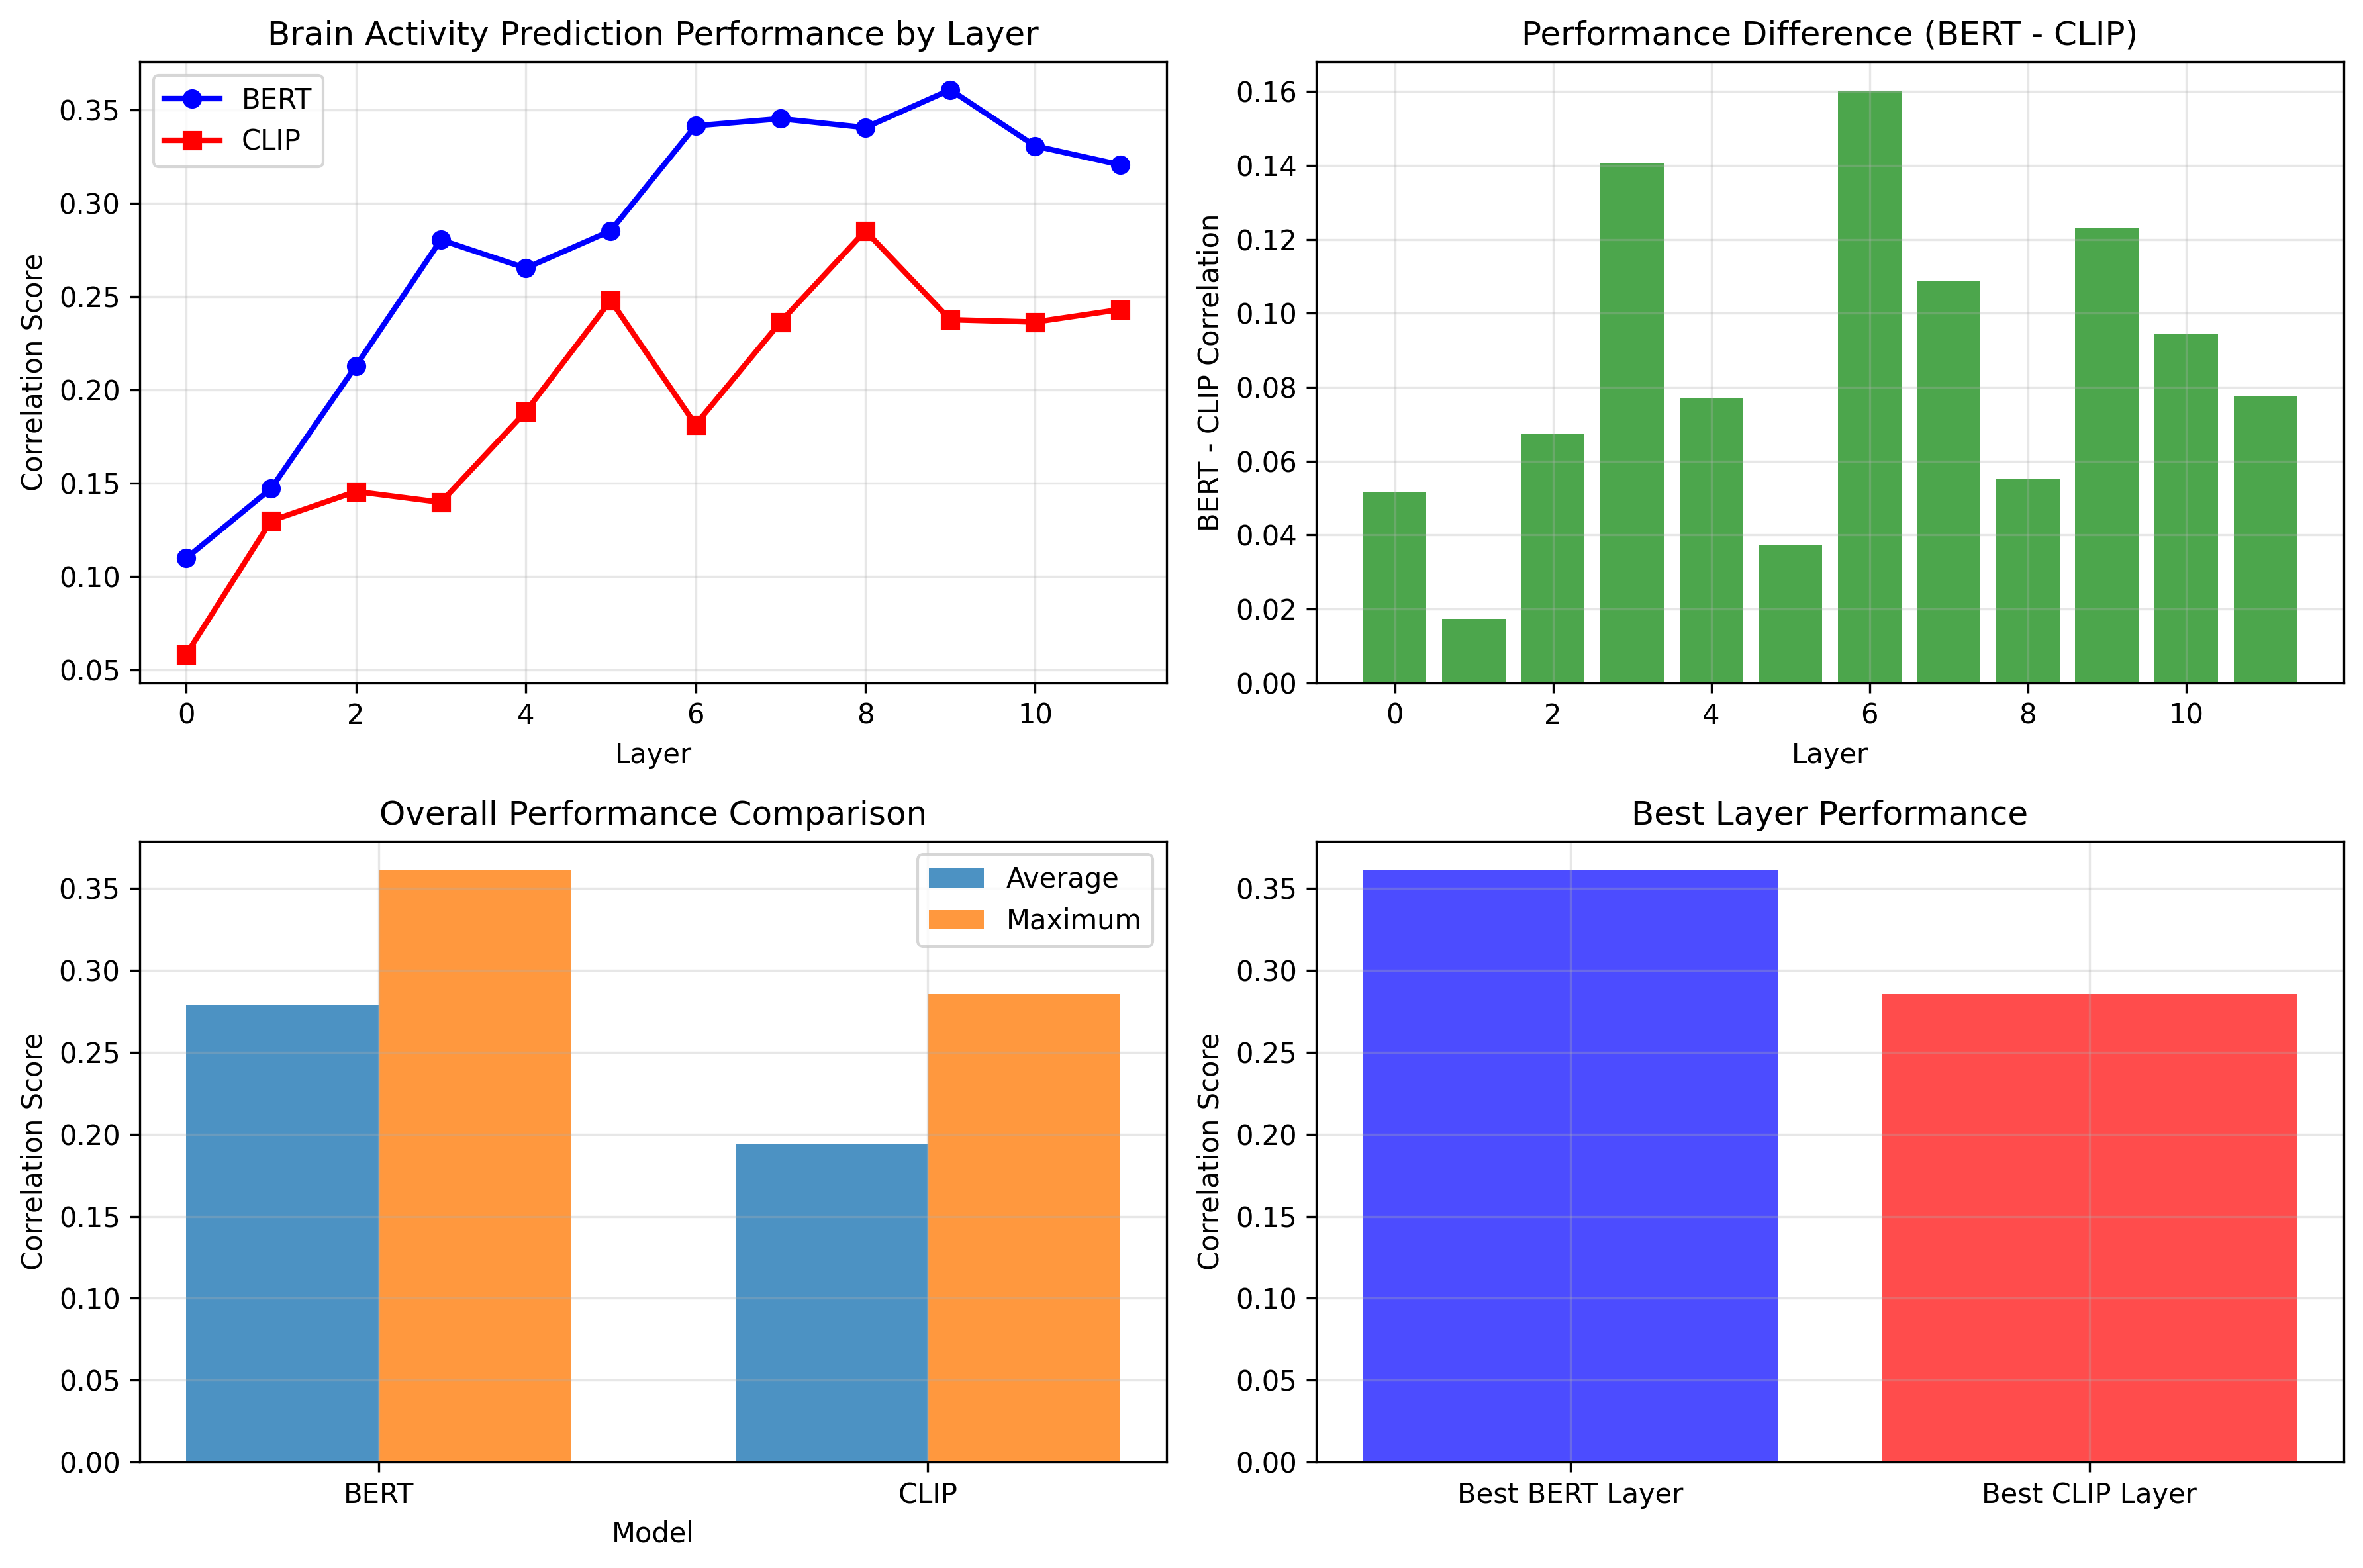 Brain Activity Prediction Performance by Layer
BERT
CLIP
Correlation Score
0.35
0.30
0.25
0.20
0.15
0.10
0.05
0
2
4
6
8
10
Layer
Performance Difference (BERT - CLIP)
BERT - CLIP Correlation
0.16
0.14
0.12
0.10
0.08
0.06
0.04
0.02
0.00
0
2
4
6
8
10
Layer
Overall Performance Comparison
Average
Maximum
Correlation Score
0.35
0.30
0.25
0.20
0.15
0.10
0.05
0.00
BERT
CLIP
Model
Best Layer Performance
Correlation Score
0.35
0.30
0.25
0.20
0.15
0.10
0.05
0.00
Best BERT Layer
Best CLIP Layer